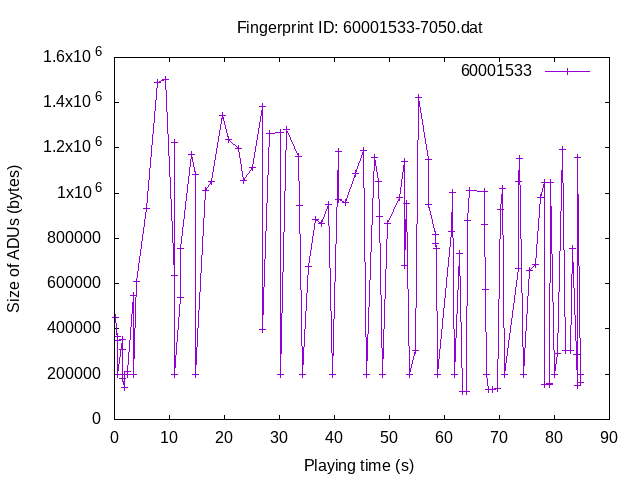 Fingerprint ID: 60001533-7050.dat
60001533
Size of ADUs (bytes)
1.6x10^6
1.4x10^6
1.2x10^6
1x10^6
800000
600000
400000
200000
0
0 10 20 30 40 50 60 70 80 90
Playing time (s)